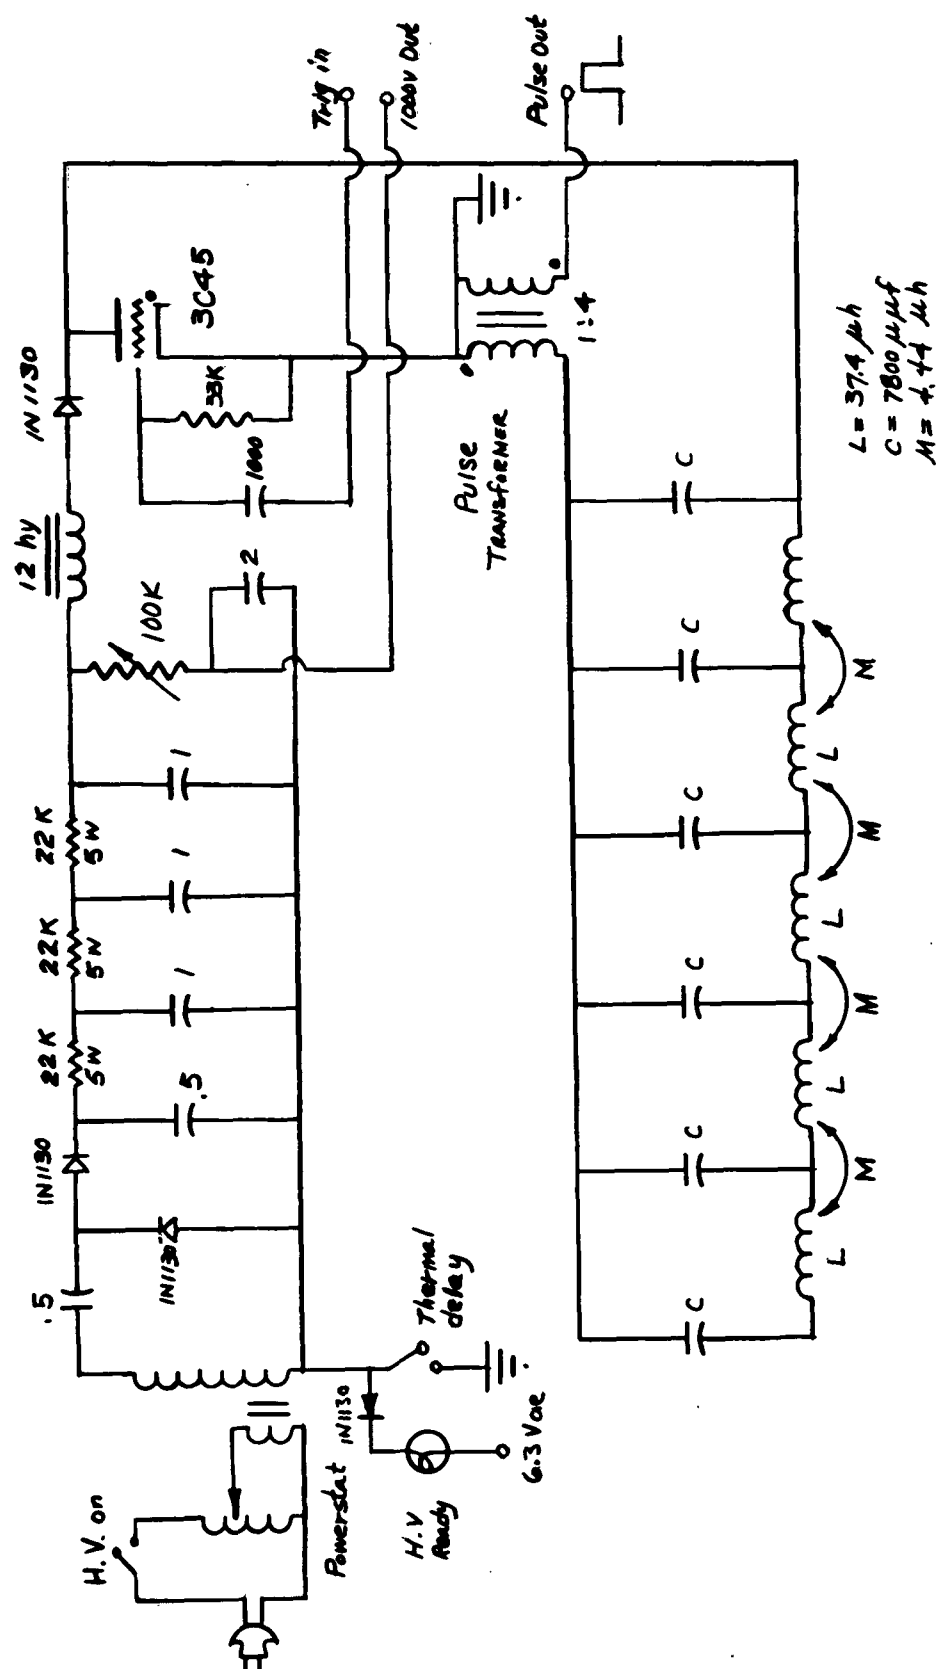 H.V. on
Powerstat
H.V
Ready
6.3 Vac
1N1130
Thermal
delay
.5
1N1130
1N1130
.5
22K
5W
1
22K
5W
1
22K
5W
1
100K
2
12 hy
1N1130
1000
33K
3C45
Trig in
1000V Out
Pulse Out
Pulse
TRANSFORMER
1:4
C
C
C
C
C
C
L
L
L
L
M
M
M
M
L = 37.4 μh
C = 7800 μμf
M = 4.44 μh